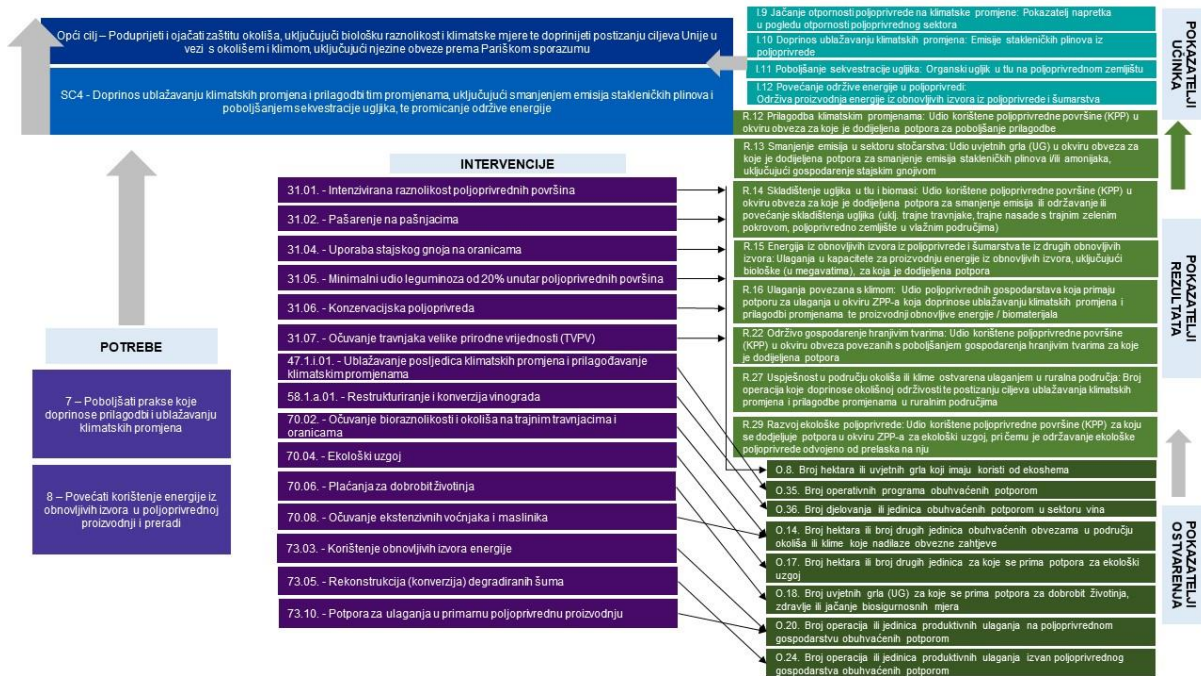 Opći cilj – Poduprijeti i ojačati zaštitu okoliša, uključujući biološku raznolikost i klimatske mjere te doprinijeti postizanju ciljeva Unije u
vezi s okolišem i klimom, uključujući njezine obveze prema Pariškom sporazumu
SC4 - Doprinos ublažavanju klimatskih promjena i prilagodbi tim promjenama, uključujući smanjenjem emisija stakleničkih plinova i
poboljšanjem sekvestracije ugljika, te promicanje održive energije
I.9 Jačanje otpornosti poljoprivrede na klimatske promjene: Pokazatelj napretka
u pogledu otpornosti poljoprivrednog sektora
I.10 Doprinos ublažavanju klimatskih promjena: Emisije stakleničkih plinova iz
poljoprivrede
I.11 Poboljšanje sekvestracije ugljika: Organski ugljik u tlu na poljoprivrednom zemljištu
I.12 Povećanje održive energije u poljoprivredi:
Održiva proizvodnja energije iz obnovljivih izvora iz poljoprivrede i šumarstva
POKAZATELJI
UČINKA
R.12 Prilagodba klimatskim promjenama: Udio korištene poljoprivredne površine (KPP) u
okviru obveza za koje je dodijeljena potpora za poboljšanje prilagodbe
R.13 Smanjenje emisija u sektoru stočarstva: Udio uvjetnih grla (UG) u okviru obveza za
koje je dodijeljena potpora za smanjenje emisija stakleničkih plinova i/ili amonijaka,
uključujući gospodarenje stajskim gnojivom
R.14 Skladištenje ugljika u tlu i biomasi: Udio korištene poljoprivredne površine (KPP) u
okviru obveza za koje je dodijeljena potpora za smanjenje emisija ili održavanje ili
povećanje skladištenja ugljika (uklj. trajne travnjake, trajne nasade s trajnim zelenim
pokrovom, poljoprivredno zemljište u vlažnim područjima)
R.15 Energija iz obnovljivih izvora iz poljoprivrede i šumarstva te iz drugih obnovljivih
izvora: Ulaganja u kapacitete za proizvodnju energije iz obnovljivih izvora, uključujući
biološke (u megavatima), za koja je dodijeljena potpora
R.16 Ulaganja povezana s klimom: Udio poljoprivrednih gospodarstava koja primaju
potporu za ulaganja u okviru ZPP-a koja doprinose ublažavanju klimatskih promjena i
prilagodbi promjenama te proizvodnji obnovljive energije / biomaterijala
R.22 Održivo gospodarenje hranjivim tvarima: Udio korištene poljoprivredne površine
(KPP) u okviru obveza povezanih s poboljšanjem gospodarenja hranjivim tvarima za koje
je dodijeljena potpora
R.27 Uspješnost u području okoliša ili klime ostvarena ulaganjem u ruralna područja: Broj
operacija koje doprinose okolišnoj održivosti te postizanju ciljeva ublažavanja klimatskih
promjena i prilagodbe promjenama u ruralnim područjima
R.29 Razvoj ekološke poljoprivrede: Udio korištene poljoprivredne površine (KPP) za koju
se dodjeljuje potpora u okviru ZPP-a za ekološki uzgoj, pri čemu je održavanje ekološke
poljoprivrede odvojeno od prelaska na nju
POKAZATELJI
REZULTATA
INTERVENCIJE
31.01. - Intenzivirana raznolikost poljoprivrednih površina
31.02. - Pašarenje na pašnjacima
31.04. - Uporaba stajskog gnoja na oranicama
31.05. - Minimalni udio leguminoza od 20% unutar poljoprivrednih površina
31.06. - Konzervacijska poljoprivreda
31.07. - Očuvanje travnjaka velike prirodne vrijednosti (TVPV)
47.1.i.01. - Ublažavanje posljedica klimatskih promjena i prilagođavanje
klimatskim promjenama
58.1.a.01. - Restrukturiranje i konverzija vinograda
70.02. - Očuvanje bioraznolikosti i okoliša na trajnim travnjacima i
oranicama
70.04. - Ekološki uzgoj
70.06. - Plaćanja za dobrobit životinja
70.08. - Očuvanje ekstenzivnih voćnjaka i maslinika
73.03. - Korištenje obnovljivih izvora energije
73.05. - Rekonstrukcija (konverzija) degradiranih šuma
73.10. - Potpora za ulaganja u primarnu poljoprivrednu proizvodnju
POTREBE
7 – Poboljšati prakse koje
doprinose prilagodbi i ublažavanju
klimatskih promjena
8 – Povećati korištenje energije iz
obnovljivih izvora u poljoprivrednoj
proizvodnji i preradi
O.8. Broj hektara ili uvjetnih grla koji imaju koristi od ekoshema
O.35. Broj operativnih programa obuhvaćenih potporom
O.36. Broj djelovanja ili jedinica obuhvaćenih potporom u sektoru vina
O.14. Broj hektara ili broj drugih jedinica obuhvaćenih obvezama u području
okoliša ili klime koje nadilaze obvezne zahtjeve
O.17. Broj hektara ili broj drugih jedinica za koje se prima potpora za ekološki
uzgoj
O.18. Broj uvjetnih grla (UG) za koje se prima potpora za dobrobit životinja,
zdravlje ili jačanje biosigurnosnih mjera
O.20. Broj operacija ili jedinica produktivnih ulaganja na poljoprivrednom
gospodarstvu obuhvaćenih potporom
O.24. Broj operacija ili jedinica produktivnih ulaganja izvan poljoprivrednog
gospodarstva obuhvaćenih potporom
POKAZATELJI
OSTVARENJA